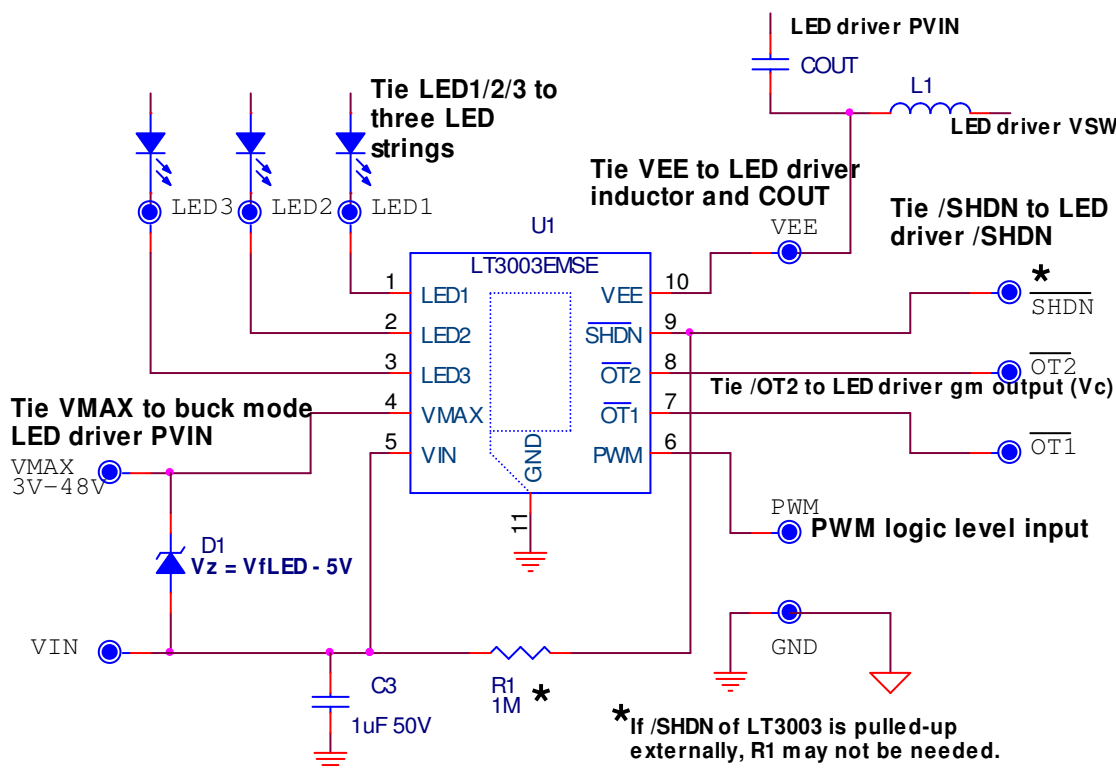 LED driver PVIN
COUT
L1
LED driver VSW
Tie LED1/2/3 to
three LED
strings
LED3
LED2
LED1
Tie VEE to LED driver
inductor and COUT
VEE
Tie /SHDN to LED
driver /SHDN
*
SHDN
U1
LT3003EMSE
1
LED1
2
LED2
3
LED3
4
VMAX
5
VIN
GND
11
VEE
10
SHDN
9
OT2
8
OT1
7
PWM
6
OT2
Tie /OT2 to LED driver gm output (Vc)
OT1
Tie VMAX to buck mode
LED driver PVIN
VMAX
3V-48V
D1
Vz = VfLED - 5V
VIN
PWM
PWM logic level input
GND
C3
1uF 50V
R1
1M *
*If /SHDN of LT3003 is pulled-up
externally, R1 may not be needed.